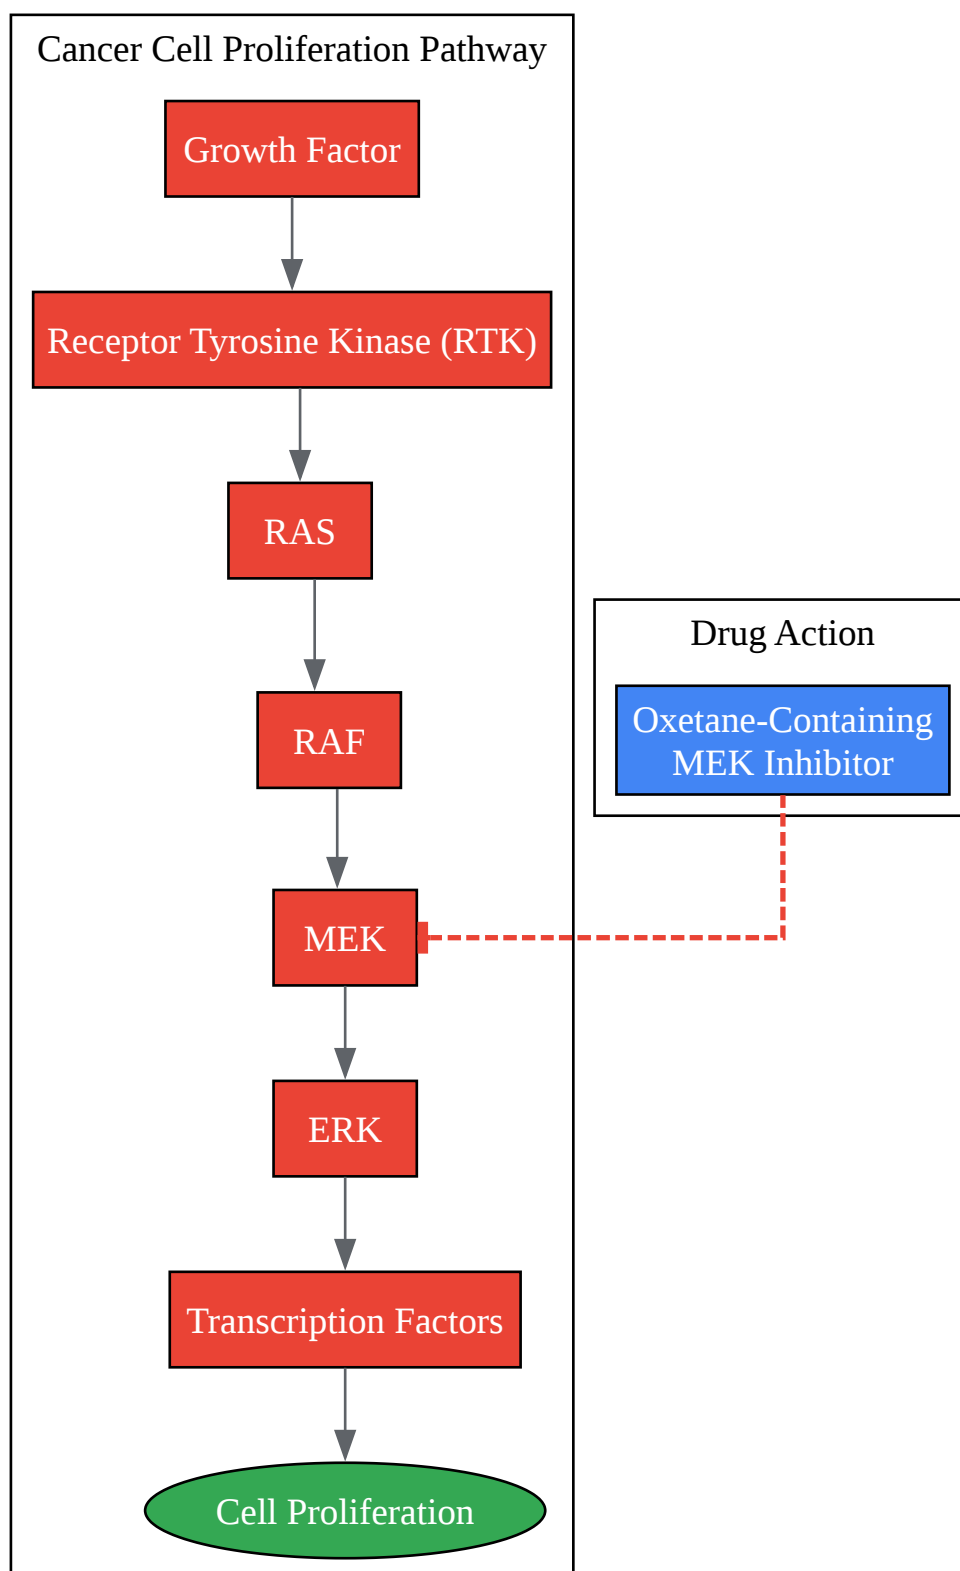 Cancer Cell Proliferation Pathway
Growth Factor
Receptor Tyrosine Kinase (RTK)
RAS
RAF
MEK
ERK
Transcription Factors
Cell Proliferation
Drug Action
Oxetane-Containing
MEK Inhibitor